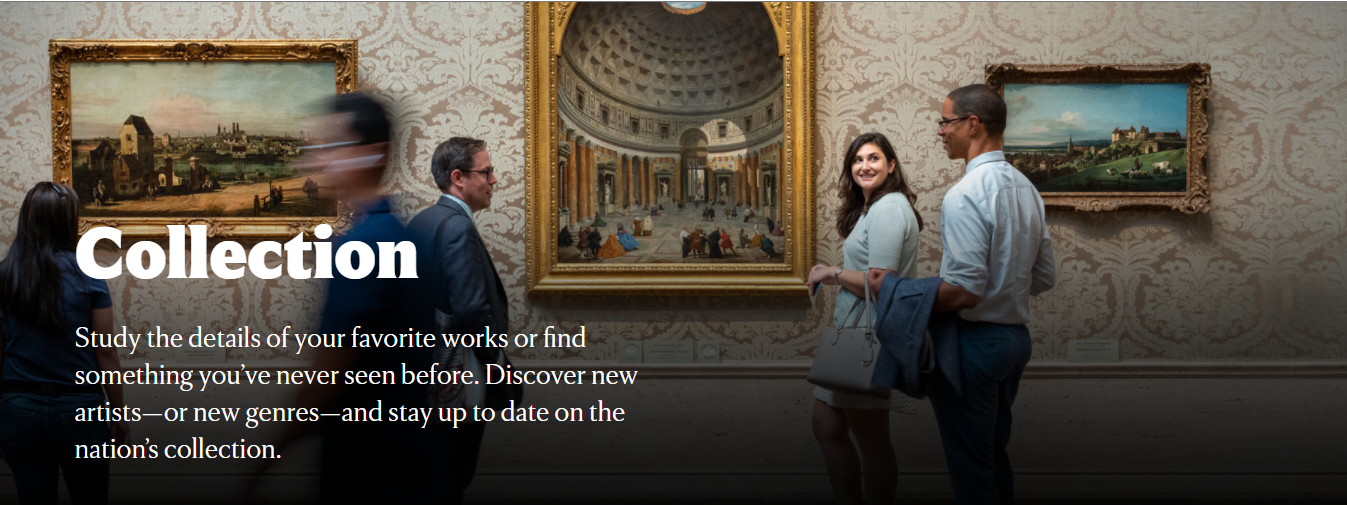 Collection
Study the details of your favorite works or find
something you’ve never seen before. Discover new
artists—or new genres—and stay up to date on the
nation’s collection.